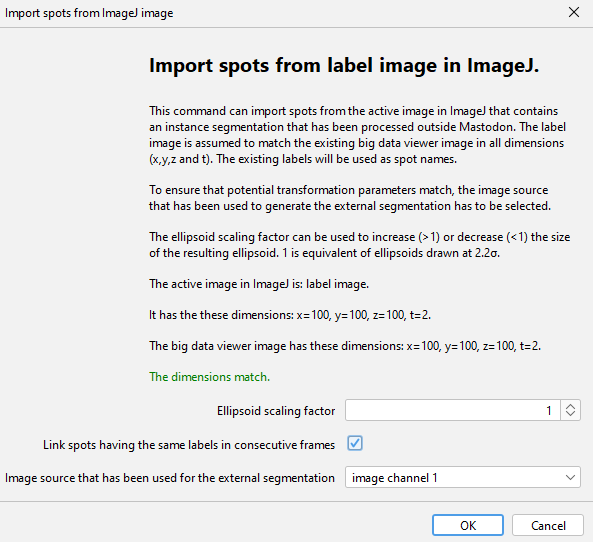 Import spots from ImageJ image
Import spots from label image in ImageJ.
This command can import spots from the active image in ImageJ that contains
an instance segmentation that has been processed outside Mastodon. The label
image is assumed to match the existing big data viewer image in all dimensions
(x,y,z and t). The existing labels will be used as spot names.
To ensure that potential transformation parameters match, the image source
that has been used to generate the external segmentation has to be selected.
The ellipsoid scaling factor can be used to increase (>1) or decrease (<1) the size
of the resulting ellipsoid. 1 is equivalent of ellipsoids drawn at 2.2σ.
The active image in ImageJ is: label image.
It has the these dimensions: x=100, y=100, z=100, t=2.
The big data viewer image has these dimensions: x=100, y=100, z=100, t=2.
The dimensions match.
Ellipsoid scaling factor 1
Link spots having the same labels in consecutive frames
Image source that has been used for the external segmentation image channel 1
OK Cancel